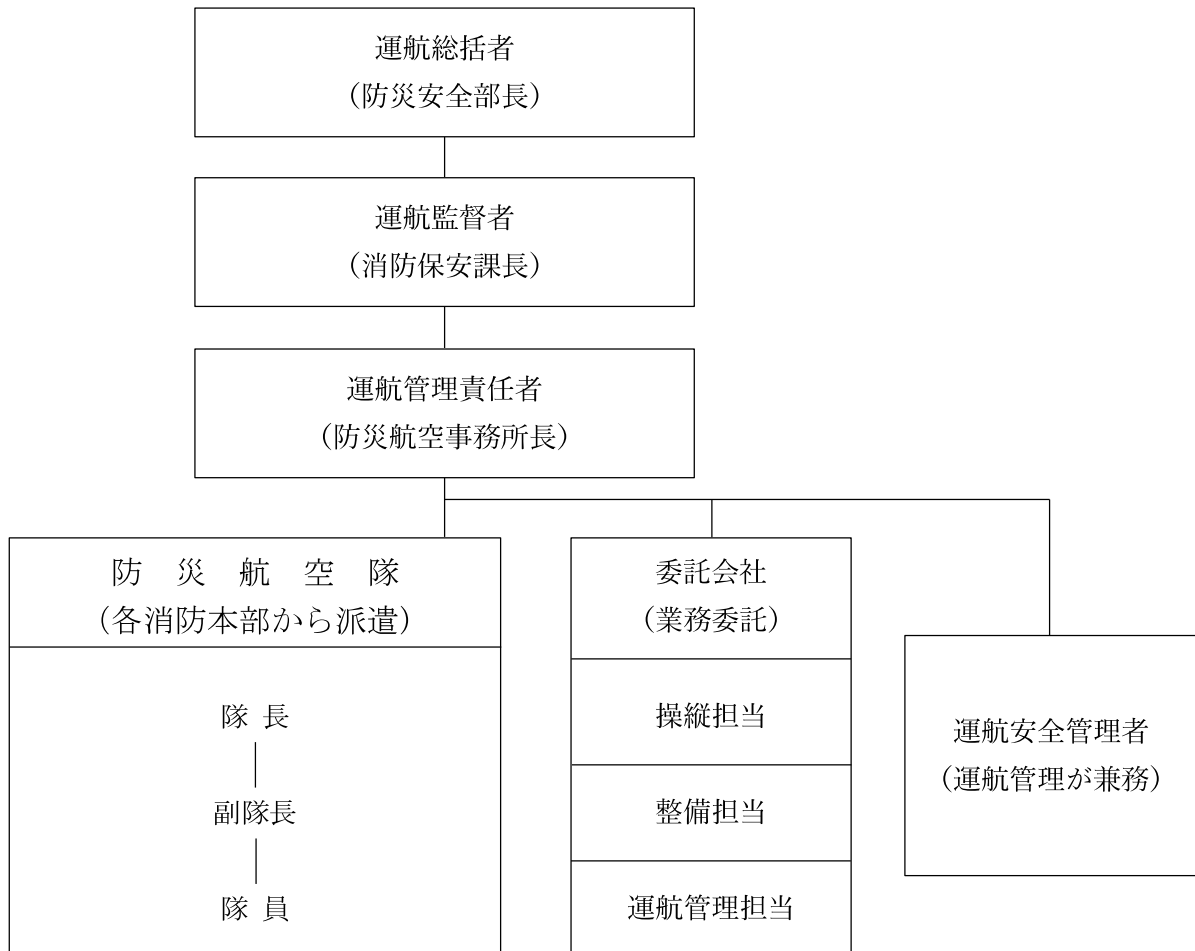 運航総括者
（防災安全部長）
運航監督者
（消防保安課長）
運航管理責任者
（防災航空事務所長）
防　災　航　空　隊
（各消防本部から派遣）
隊 長
副隊長
隊 員
委託会社
（業務委託）
操縦担当
整備担当
運航管理担当
運航安全管理者
（運航管理が兼務）